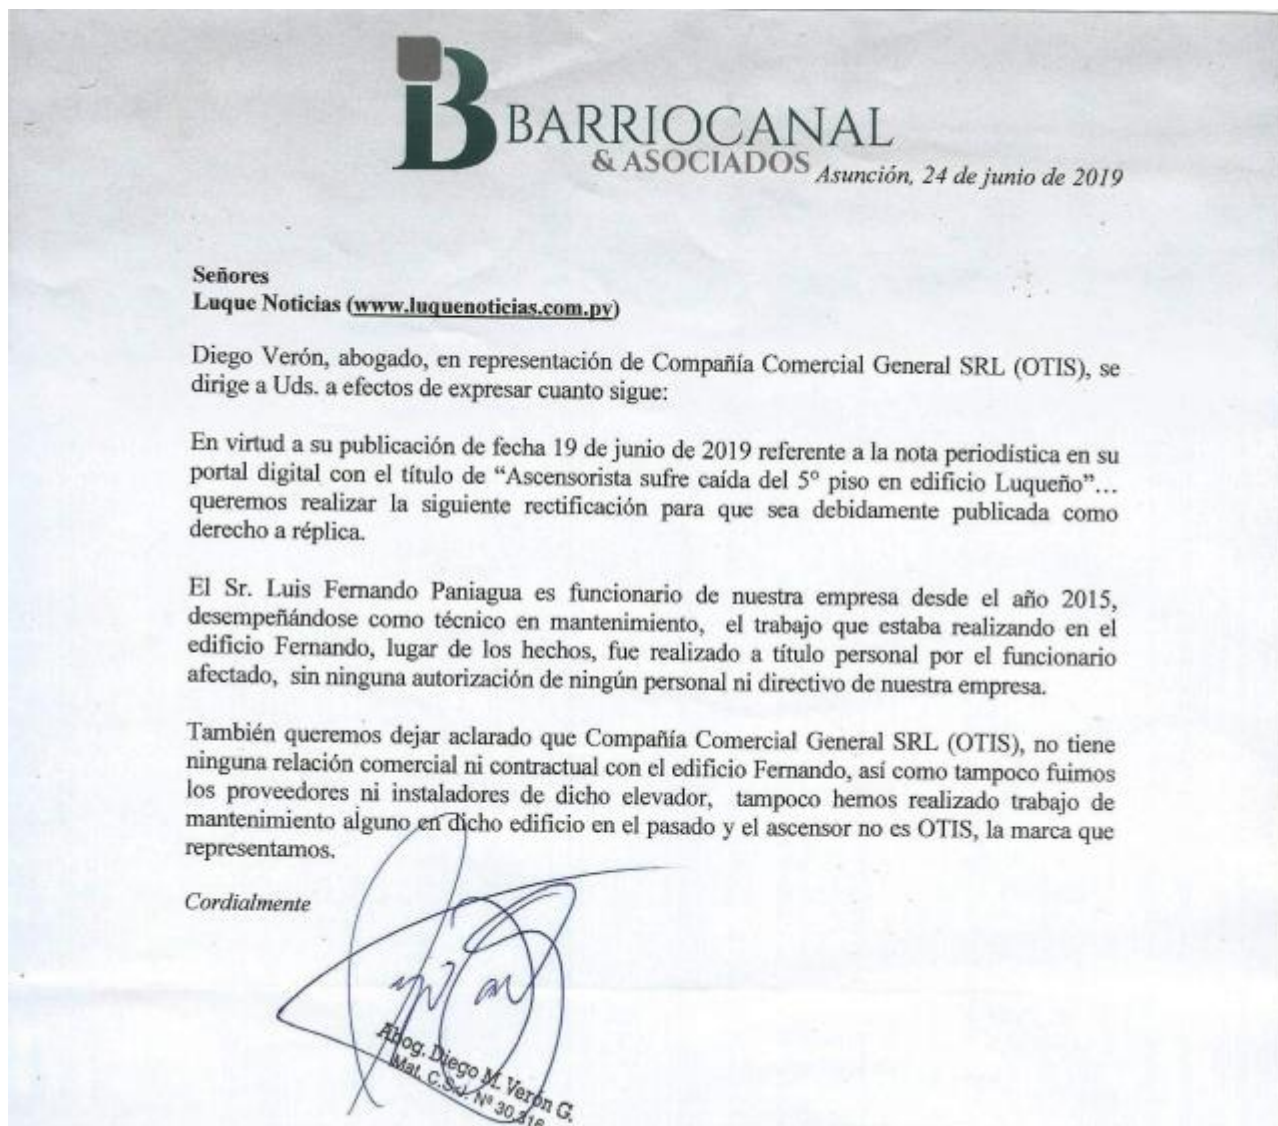 BARRIOCANAL
& ASOCIADOS
Asunción, 24 de junio de 2019
Señores
Luque Noticias (www.luquenoticias.com.py)
Diego Verón, abogado, en representación de Compañía Comercial General SRL (OTIS), se
dirige a Uds. a efectos de expresar cuanto sigue:
En virtud a su publicación de fecha 19 de junio de 2019 referente a la nota periodística en su
portal digital con el título de “Ascensorista sufre caída del 5° piso en edificio Luqueño”...
queremos realizar la siguiente rectificación para que sea debidamente publicada como
derecho a réplica.
El Sr. Luis Fernando Paniagua es funcionario de nuestra empresa desde el año 2015,
desempeñándose como técnico en mantenimiento, el trabajo que estaba realizando en el
edificio Fernando, lugar de los hechos, fue realizado a título personal por el funcionario
afectado, sin ninguna autorización de ningún personal ni directivo de nuestra empresa.
También queremos dejar aclarado que Compañía Comercial General SRL (OTIS), no tiene
ninguna relación comercial ni contractual con el edificio Fernando, así como tampoco fuimos
los proveedores ni instaladores de dicho elevador, tampoco hemos realizado trabajo de
mantenimiento alguno en dicho edificio en el pasado y el ascensor no es OTIS, la marca que
representamos.
Cordialmente
Abog. Diego M. Verón G.
Mat. C.S.J. Nº 30.316